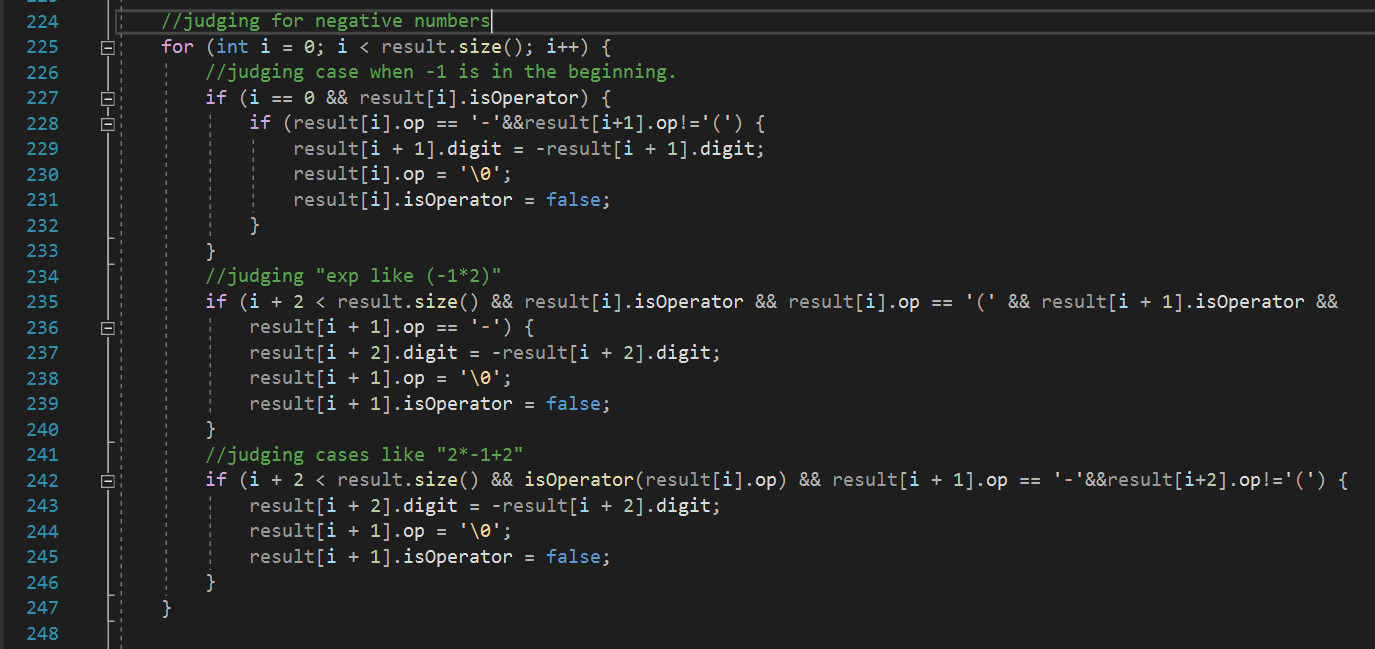 224 //judging for negative numbers
225 for (int i = 0; i < result.size(); i++) {
226 //judging case when -1 is in the beginning.
227 if (i == 0 && result[i].isOperator) {
228 if (result[i].op == '-'&&result[i+1].op!='(') {
229 result[i + 1].digit = -result[i + 1].digit;
230 result[i].op = '\0';
231 result[i].isOperator = false;
232 }
233 }
234 //judging "exp like (-1*2)"
235 if (i + 2 < result.size() && result[i].isOperator && result[i].op == '(' && result[i + 1].isOperator &&
236 result[i + 1].op == '-') {
237 result[i + 2].digit = -result[i + 2].digit;
238 result[i + 1].op = '\0';
239 result[i + 1].isOperator = false;
240 }
241 //judging cases like "2*-1+2"
242 if (i + 2 < result.size() && isOperator(result[i].op) && result[i + 1].op == '-'&&result[i+2].op!='(') {
243 result[i + 2].digit = -result[i + 2].digit;
244 result[i + 1].op = '\0';
245 result[i + 1].isOperator = false;
246 }
247 }
248